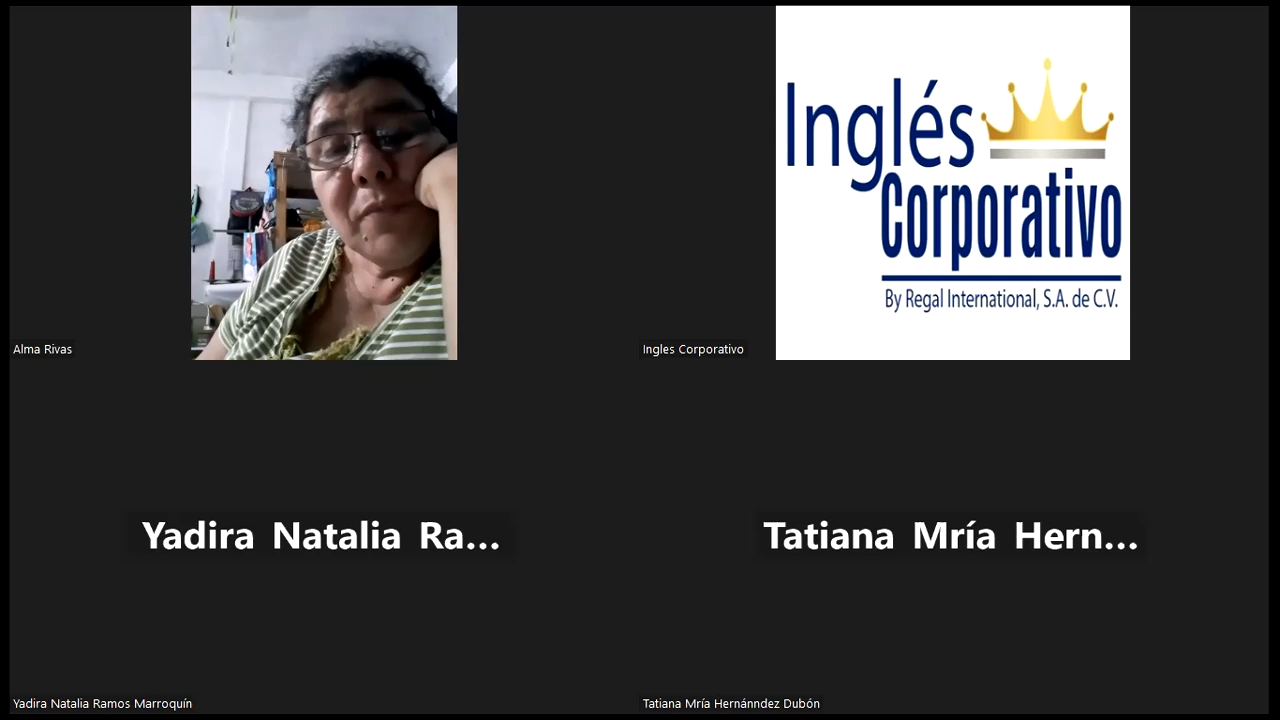 Inglés
Corporativo
By Regal International, S.A. de C.V.
Alma Rivas
Ingles Corporativo
Yadira Natalia Ra...
Tatiana Mría Hern...
Yadira Natalia Ramos Marroquín
Tatiana Mría Hernánndez Dubón